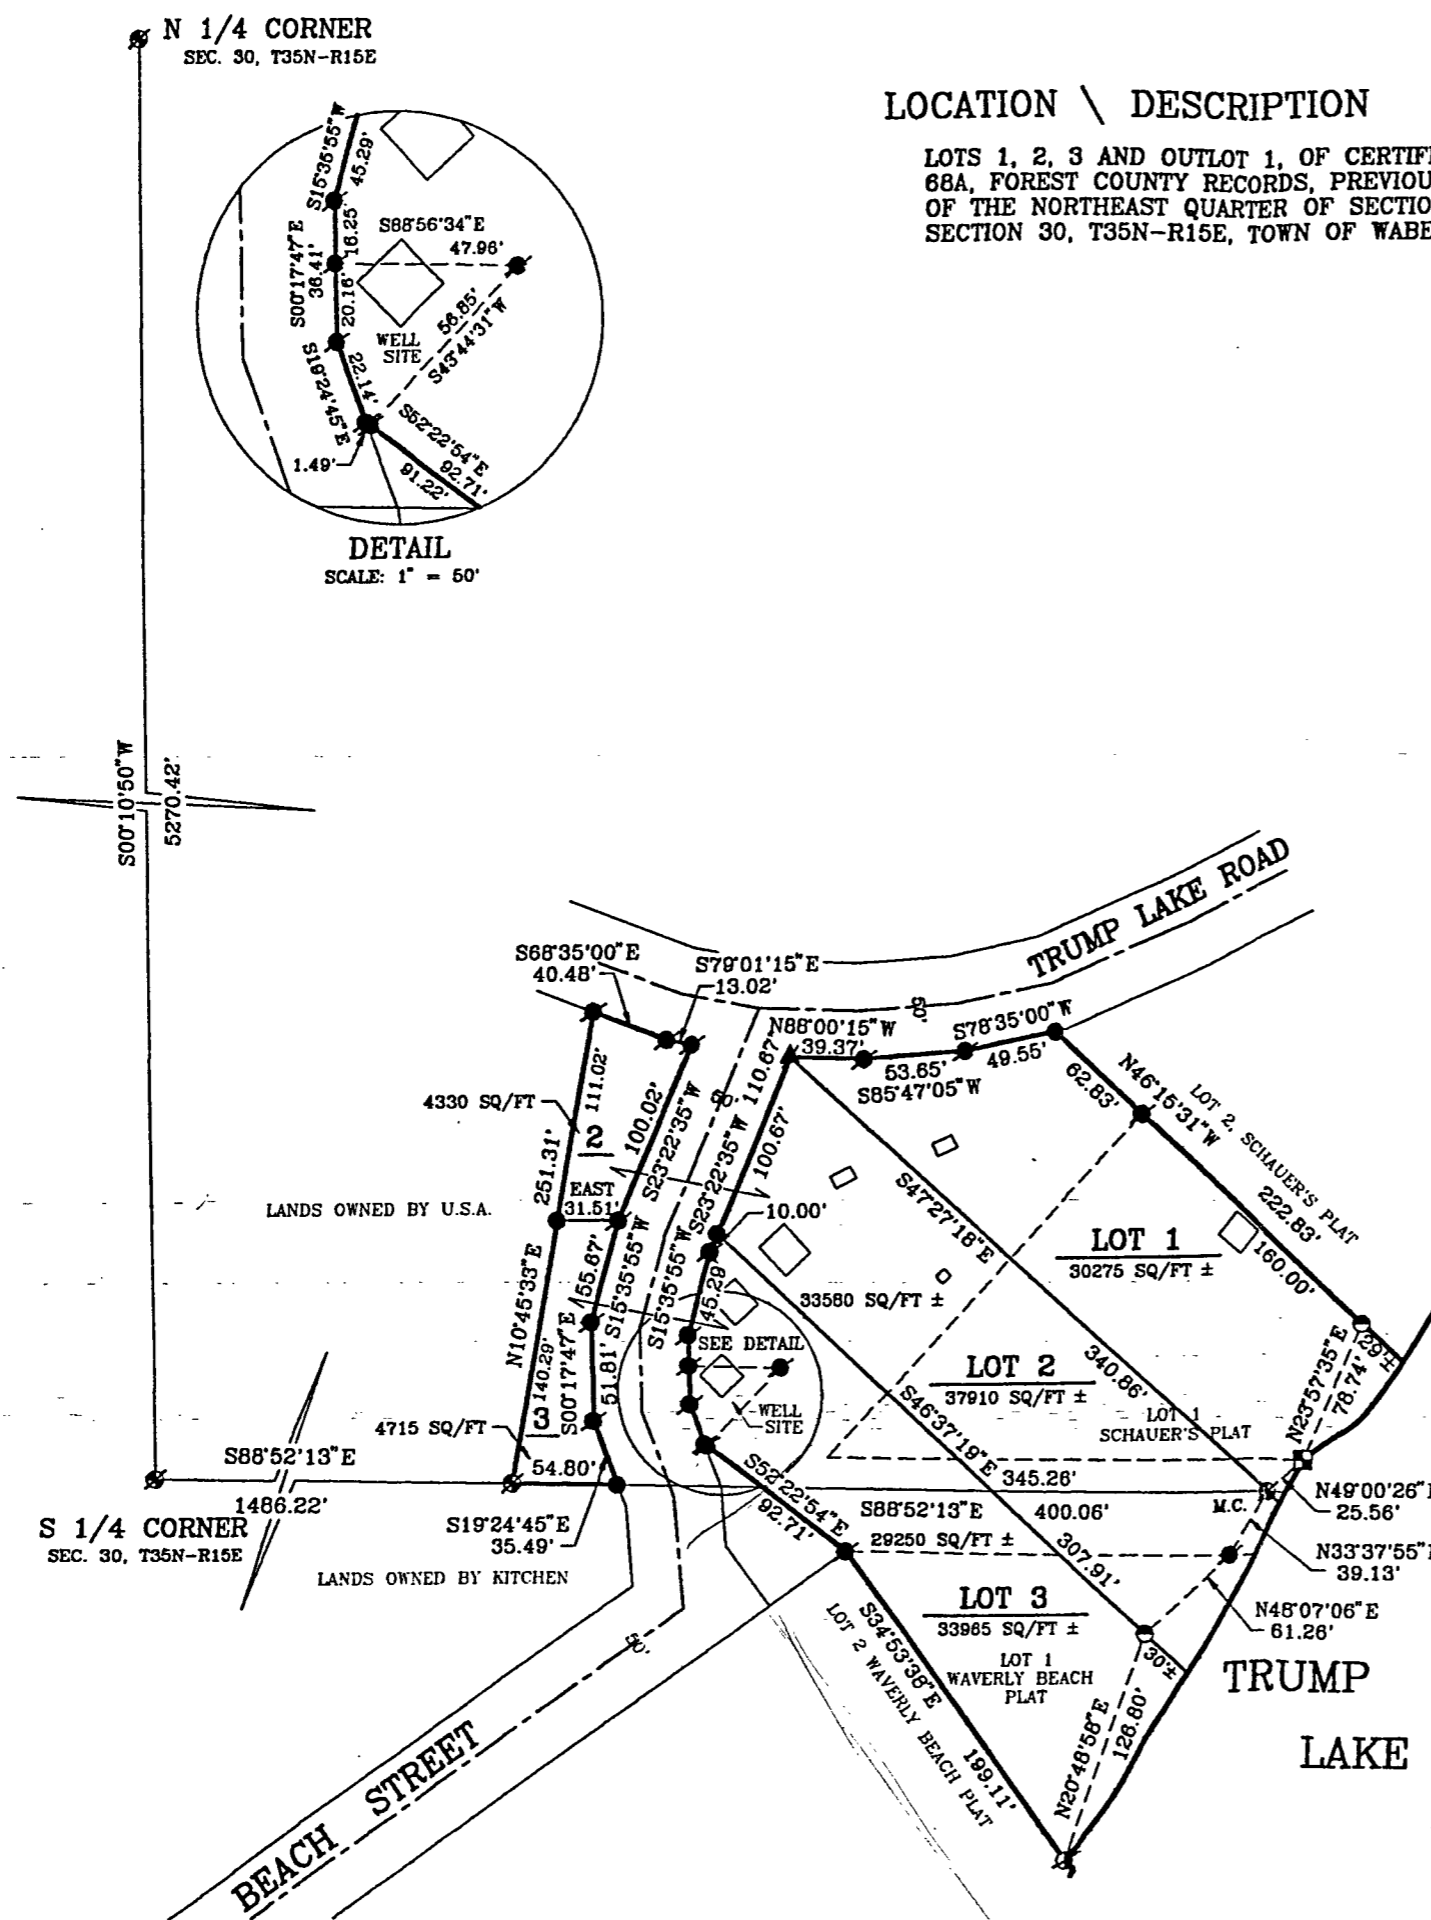 N 1/4 CORNER
SEC. 30, T35N-R15E
LOCATION \ DESCRIPTION
LOTS 1, 2, 3 AND OUTLOT 1, OF CERTIF
68A, FOREST COUNTY RECORDS, PREVIOU
OF THE NORTHEAST QUARTER OF SECTIO
SECTION 30, T35N-R15E, TOWN OF WABE
S15°35'55"W
45.29'
S00°17'47"E
36.41'
16.25'
20.16'
S88°56'34"E
47.96'
56.85'
S43°44'31"W
WELL
SITE
S19°24'45"E
22.14'
1.49'
S52°22'54"E
92.71'
91.22'
DETAIL
SCALE: 1" = 50'
S00°10'50"W
5270.42'
TRUMP LAKE ROAD
S68°35'00"E
40.48'
S79°01'15"E
13.02'
50'
N88°00'15"W
39.37'
S78°35'00"W
49.55'
53.65'
S85°47'05"W
110.67'
62.83'
N46°15'31"W
LOT 2, SCHAUER'S PLAT
222.83'
160.00'
4330 SQ/FT
111.02'
2
100.02'
S23°22'35"W
50'
S23°22'35"W
100.67'
251.31'
EAST
31.51'
LANDS OWNED BY U.S.A.
10.00'
S47°27'18"E
LOT 1
30275 SQ/FT ±
N10°45'33"E
55.67'
S15°35'55"W
S15°35'55"W
45.29'
33580 SQ/FT ±
SEE DETAIL
340.86'
LOT 2
37910 SQ/FT ±
N23°57'35"E
78.74'
29'±
140.29'
S00°17'47"E
51.81'
3
4715 SQ/FT
WELL
SITE
S46°37'19"E
LOT 1
SCHAUER'S PLAT
S88°52'13"E
1486.22'
54.80'
345.26'
S 1/4 CORNER
SEC. 30, T35N-R15E
S19°24'45"E
35.49'
S52°22'54"E
92.71'
S88°52'13"E
400.06'
29250 SQ/FT ±
M.C.
N49°00'26"
25.56'
307.91'
N33°37'55"
39.13'
LANDS OWNED BY KITCHEN
50'
LOT 3
33965 SQ/FT ±
LOT 1
WAVERLY BEACH
PLAT
N48°07'06"E
61.26'
30'±
S34°53'38"E
199.11'
LOT 2 WAVERLY BEACH PLAT
N20°48'58"E
126.80'
TRUMP
LAKE
BEACH STREET